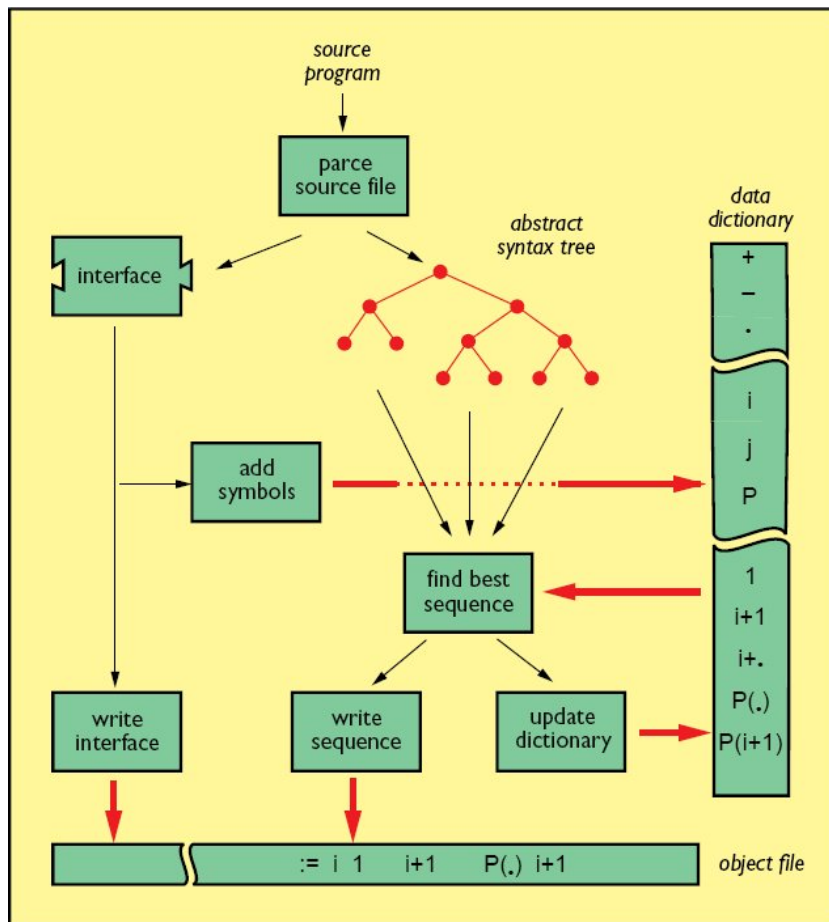 source
program
parce
source file
abstract
syntax tree
data
dictionary
interface
+
–
.
i
j
P
add
symbols
find best
sequence
1
i+1
i+.
P(.)
P(i+1)
write
interface
write
sequence
update
dictionary
:= i 1 i+1 P(.) i+1
object file